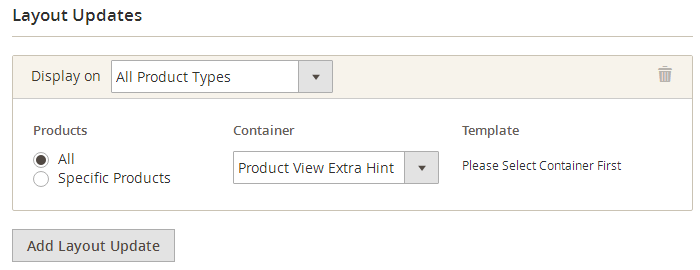 Layout Updates
Display on All Product Types
Products Container Template
All
Product View Extra Hint Please Select Container First
Specific Products
Add Layout Update